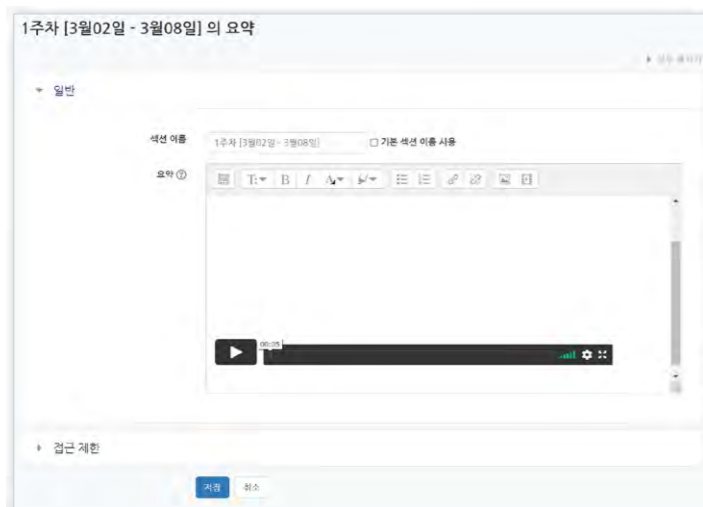 1주차 [3월02일 - 3월08일] 의 요약
일반
섹션 이름
1주차 [3월02일 - 3월08일]
기본 섹션 이름 사용
요약
T:
B I A
00:05
접근 제한
저장 취소